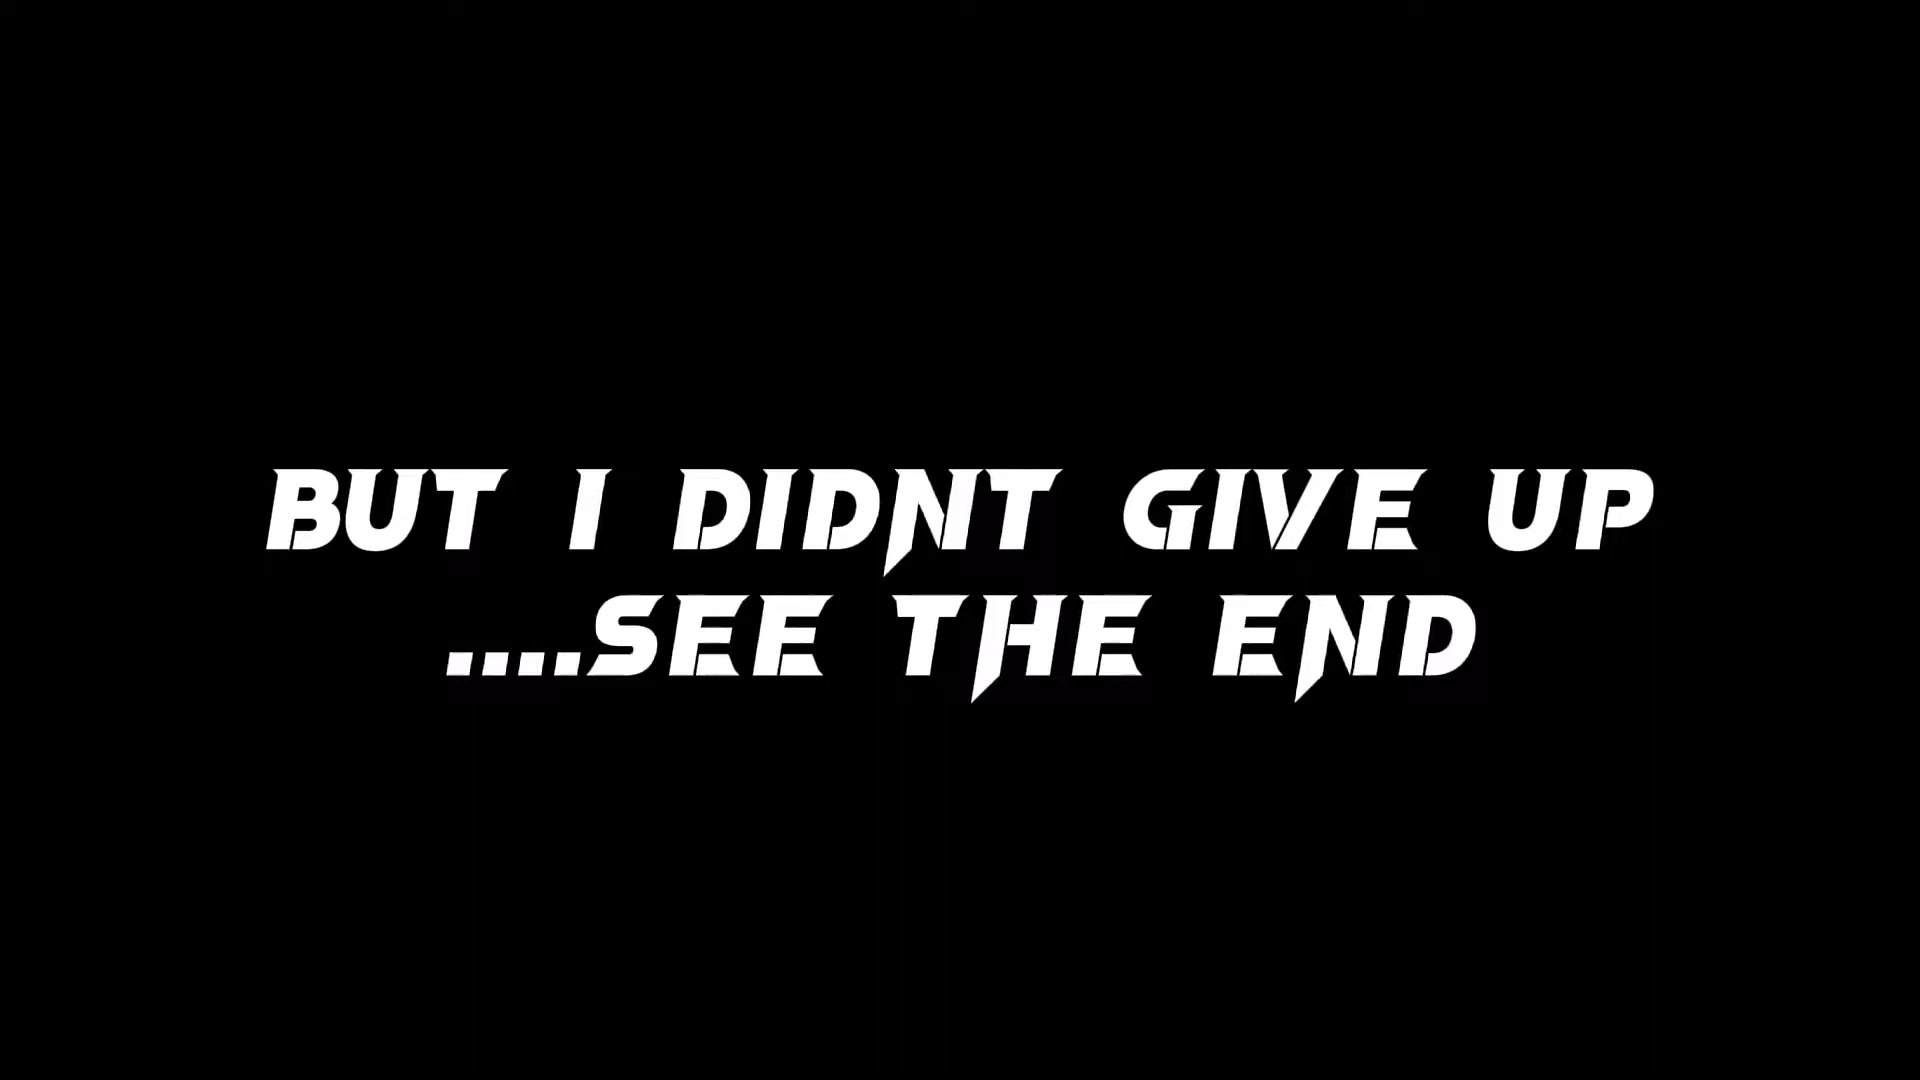 BUT I DIDNT GIVE UP
....SEE THE END